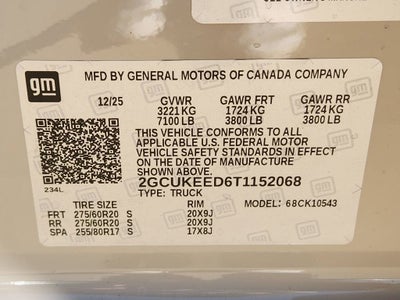 gm
MFD BY GENERAL MOTORS OF CANADA COMPANY
12/25 GVWR GAWR FRT GAWR RR
3221 KG 1724 KG 1724 KG
7100 LB 3800 LB 3800 LB
THIS VEHICLE CONFORMS TO ALL
APPLICABLE U.S. FEDERAL MOTOR
VEHICLE SAFETY STANDARDS IN EFFECT
ON THE DATE OF MANUFACTURE
SHOWN ABOVE.
2GCUKEED6T1152068
234L TYPE: TRUCK
TIRE SIZE RIM MODEL: 68CK10543
FRT 275/60R20 S 20X9J
RR 275/60R20 S 20X9J
SPA 255/80R17 S 17X8J